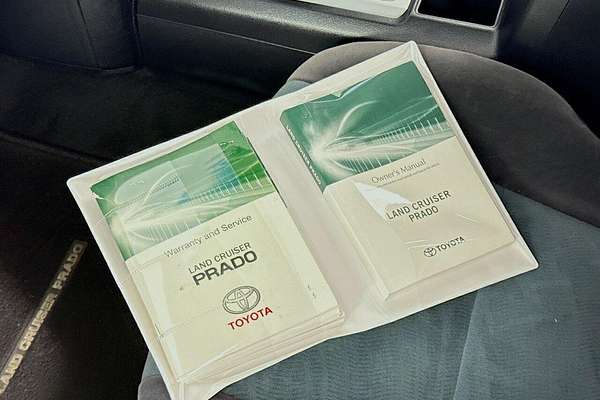 Warranty and Service
LAND CRUISER
PRADO
TOYOTA
Owner's Manual
LAND CRUISER
PRADO
TOYOTA
LAND CRUISER PRADO